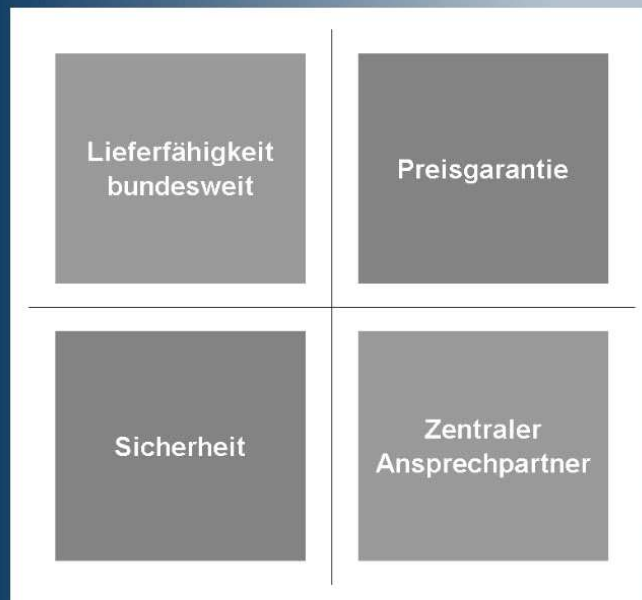 Lieferfähigkeit
bundesweit
Preisgarantie
Sicherheit
Zentraler
Ansprechpartner